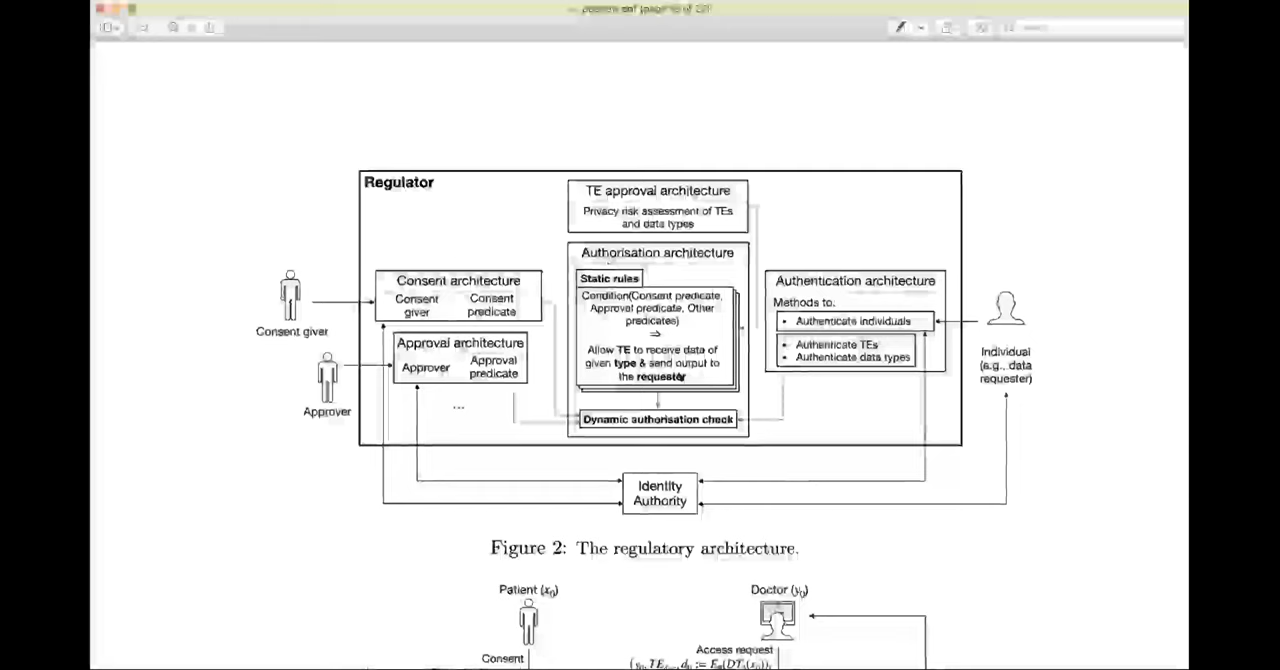 Regulator
TE approval architecture
Privacy risk assessment of TEs
and data types
Authorisation architecture
Static rules
Condition(Consent predicate,
Approval predicate, Other
predicates)
⇒
Allow TE to receive data of
given type & send output to
the requester
Dynamic authorisation check
Consent architecture
Consent
giver
Consent
predicate
Approval architecture
Approver
Approval
predicate
...
Authentication architecture
Methods to:
• Authenticate individuals
• Authenticate TEs
• Authenticate data types
Consent giver
Approver
Individual
(e.g., data
requester)
Identity
Authority
Figure 2: The regulatory architecture.
Patient (x0)
Doctor (y0)
Consent
Access request